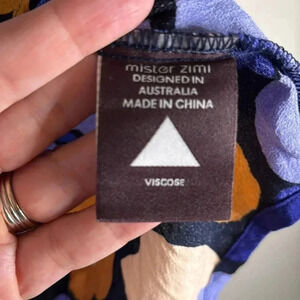 mister zimi
DESIGNED IN
AUSTRALIA
MADE IN CHINA
VISCOSE